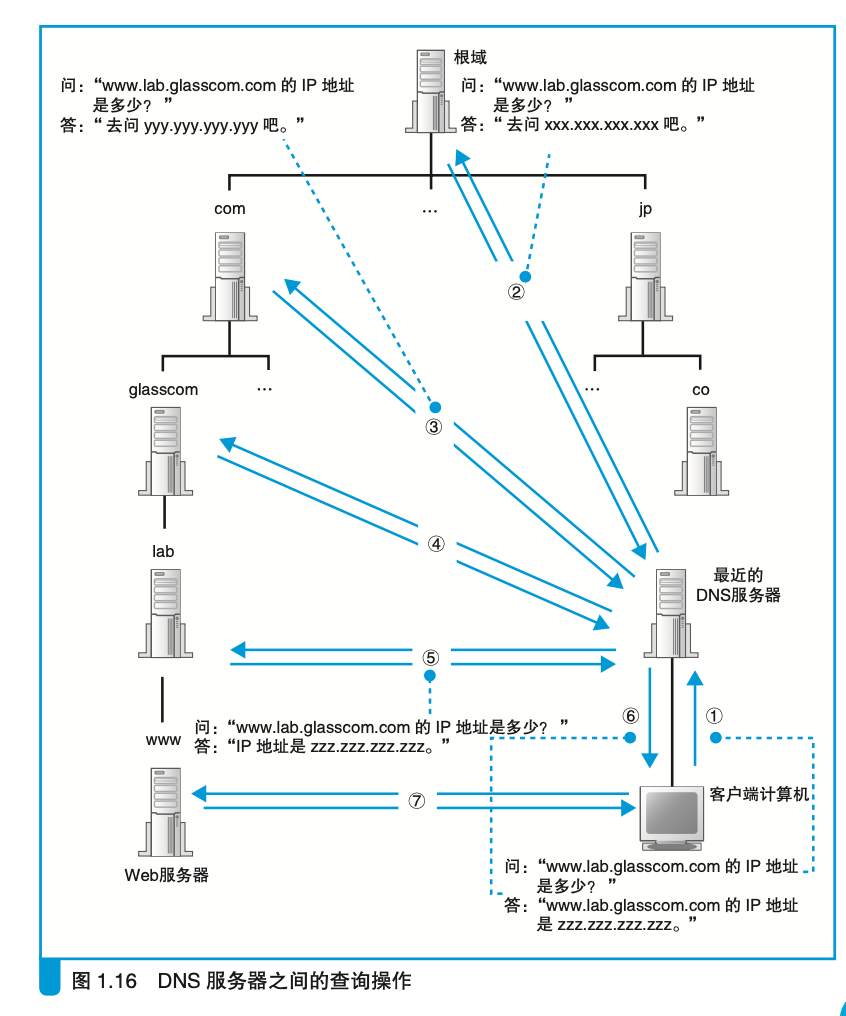 根域
问：“www.lab.glasscom.com 的 IP 地址
是多少？ ”
答：“ 去问 yyy.yyy.yyy.yyy 吧。”
问：“www.lab.glasscom.com 的 IP 地址
是多少？ ”
答：“ 去问 xxx.xxx.xxx.xxx 吧。”
com
...
jp
②
glasscom
...
...
co
③
④
lab
最近的
DNS服务器
⑤
⑥
①
问：“www.lab.glasscom.com 的 IP 地址是多少？ ”
答：“IP 地址是 zzz.zzz.zzz.zzz。”
www
⑦
客户端计算机
Web服务器
问：“www.lab.glasscom.com 的 IP 地址
是多少？ ”
答：“www.lab.glasscom.com 的 IP 地址
是 zzz.zzz.zzz.zzz。”
图 1.16 DNS 服务器之间的查询操作